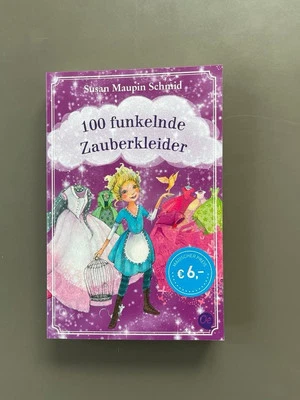 Susan Maupin Schmid
100 funkelnde
Zauberkleider
€ 6,–